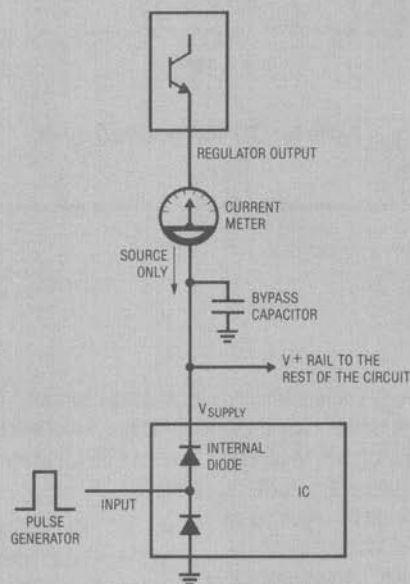 REGULATOR OUTPUT
CURRENT
METER
SOURCE
ONLY
BYPASS
CAPACITOR
V+ RAIL TO THE
REST OF THE CIRCUIT
VSUPPLY
INTERNAL
DIODE
IC
INPUT
PULSE
GENERATOR